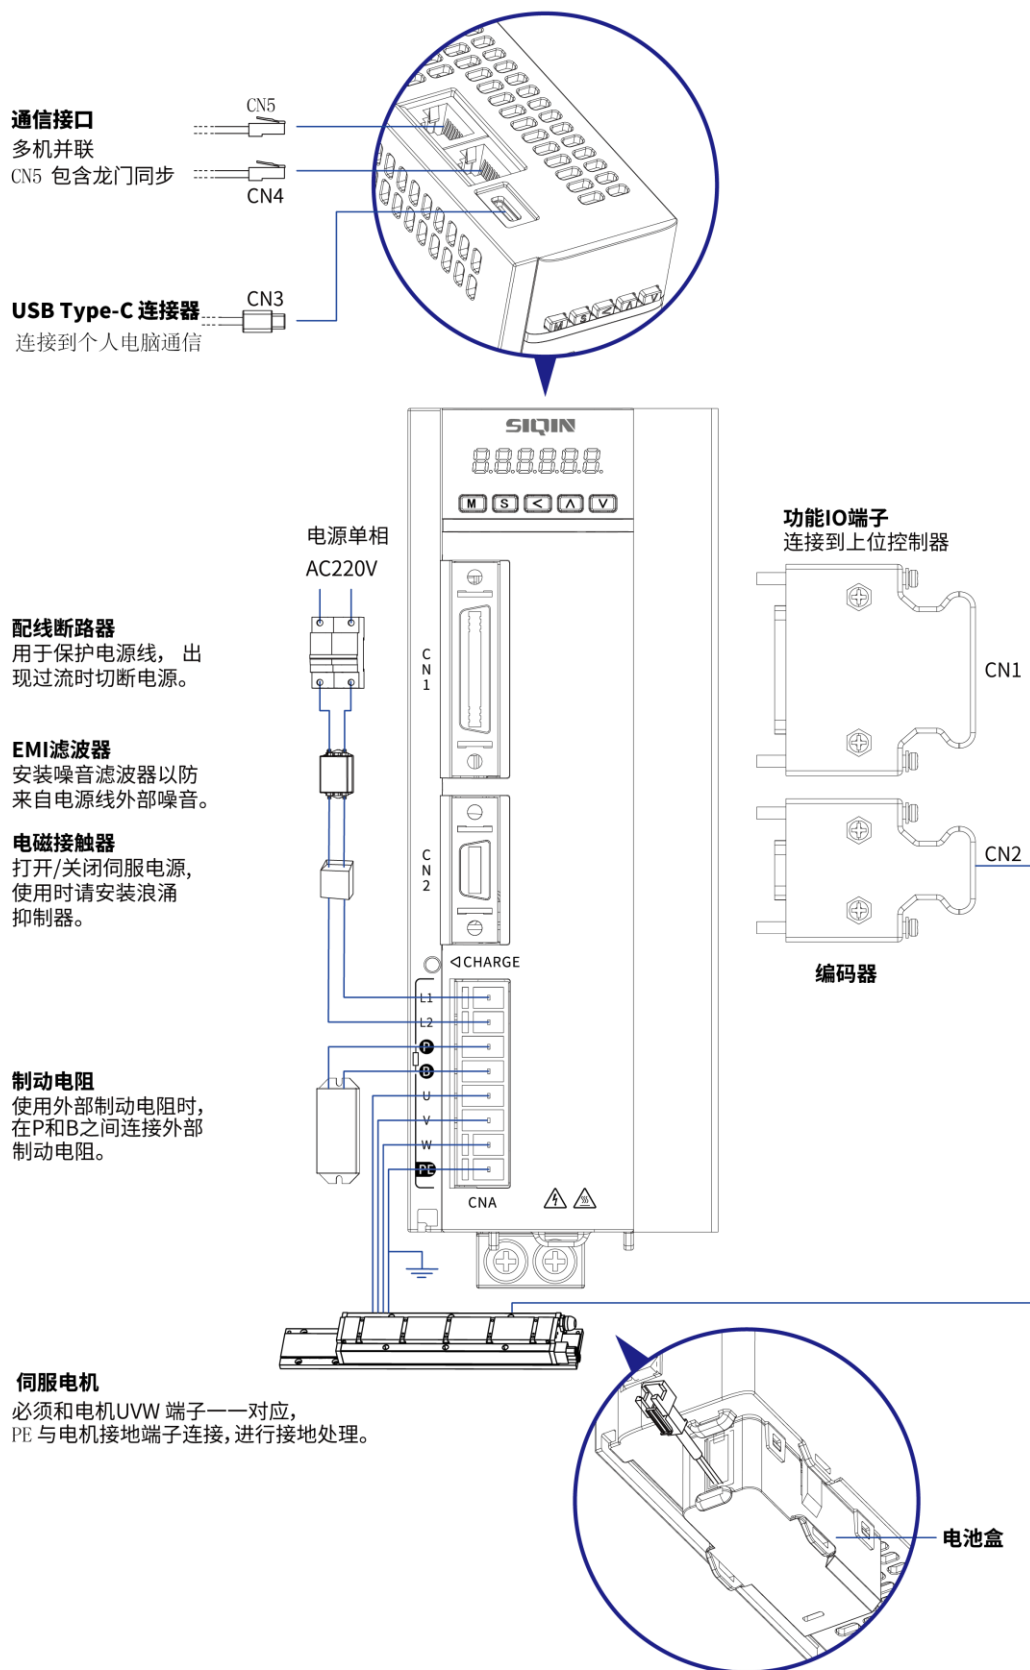 通信接口
多机并联
CN5 包含龙门同步
CN5
CN4
USB Type-C 连接器
连接到个人电脑通信
CN3
M S < ∧ ∨
SIQIN
8.8.8.8.8.8.
M S < ∧ ∨
电源单相
AC220V
配线断路器
用于保护电源线，出
现过流时切断电源。
EMI滤波器
安装噪音滤波器以防
来自电源线外部噪音。
电磁接触器
打开/关闭伺服电源,
使用时请安装浪涌
抑制器。
制动电阻
使用外部制动电阻时，
在P和B之间连接外部
制动电阻。
CN1
CN2
CHARGE
L1
L2
P
B
U
V
W
PE
CNA
功能IO端子
连接到上位控制器
CN1
CN2
编码器
伺服电机
必须和电机UVW 端子一一对应，
PE 与电机接地端子连接，进行接地处理。
电池盒